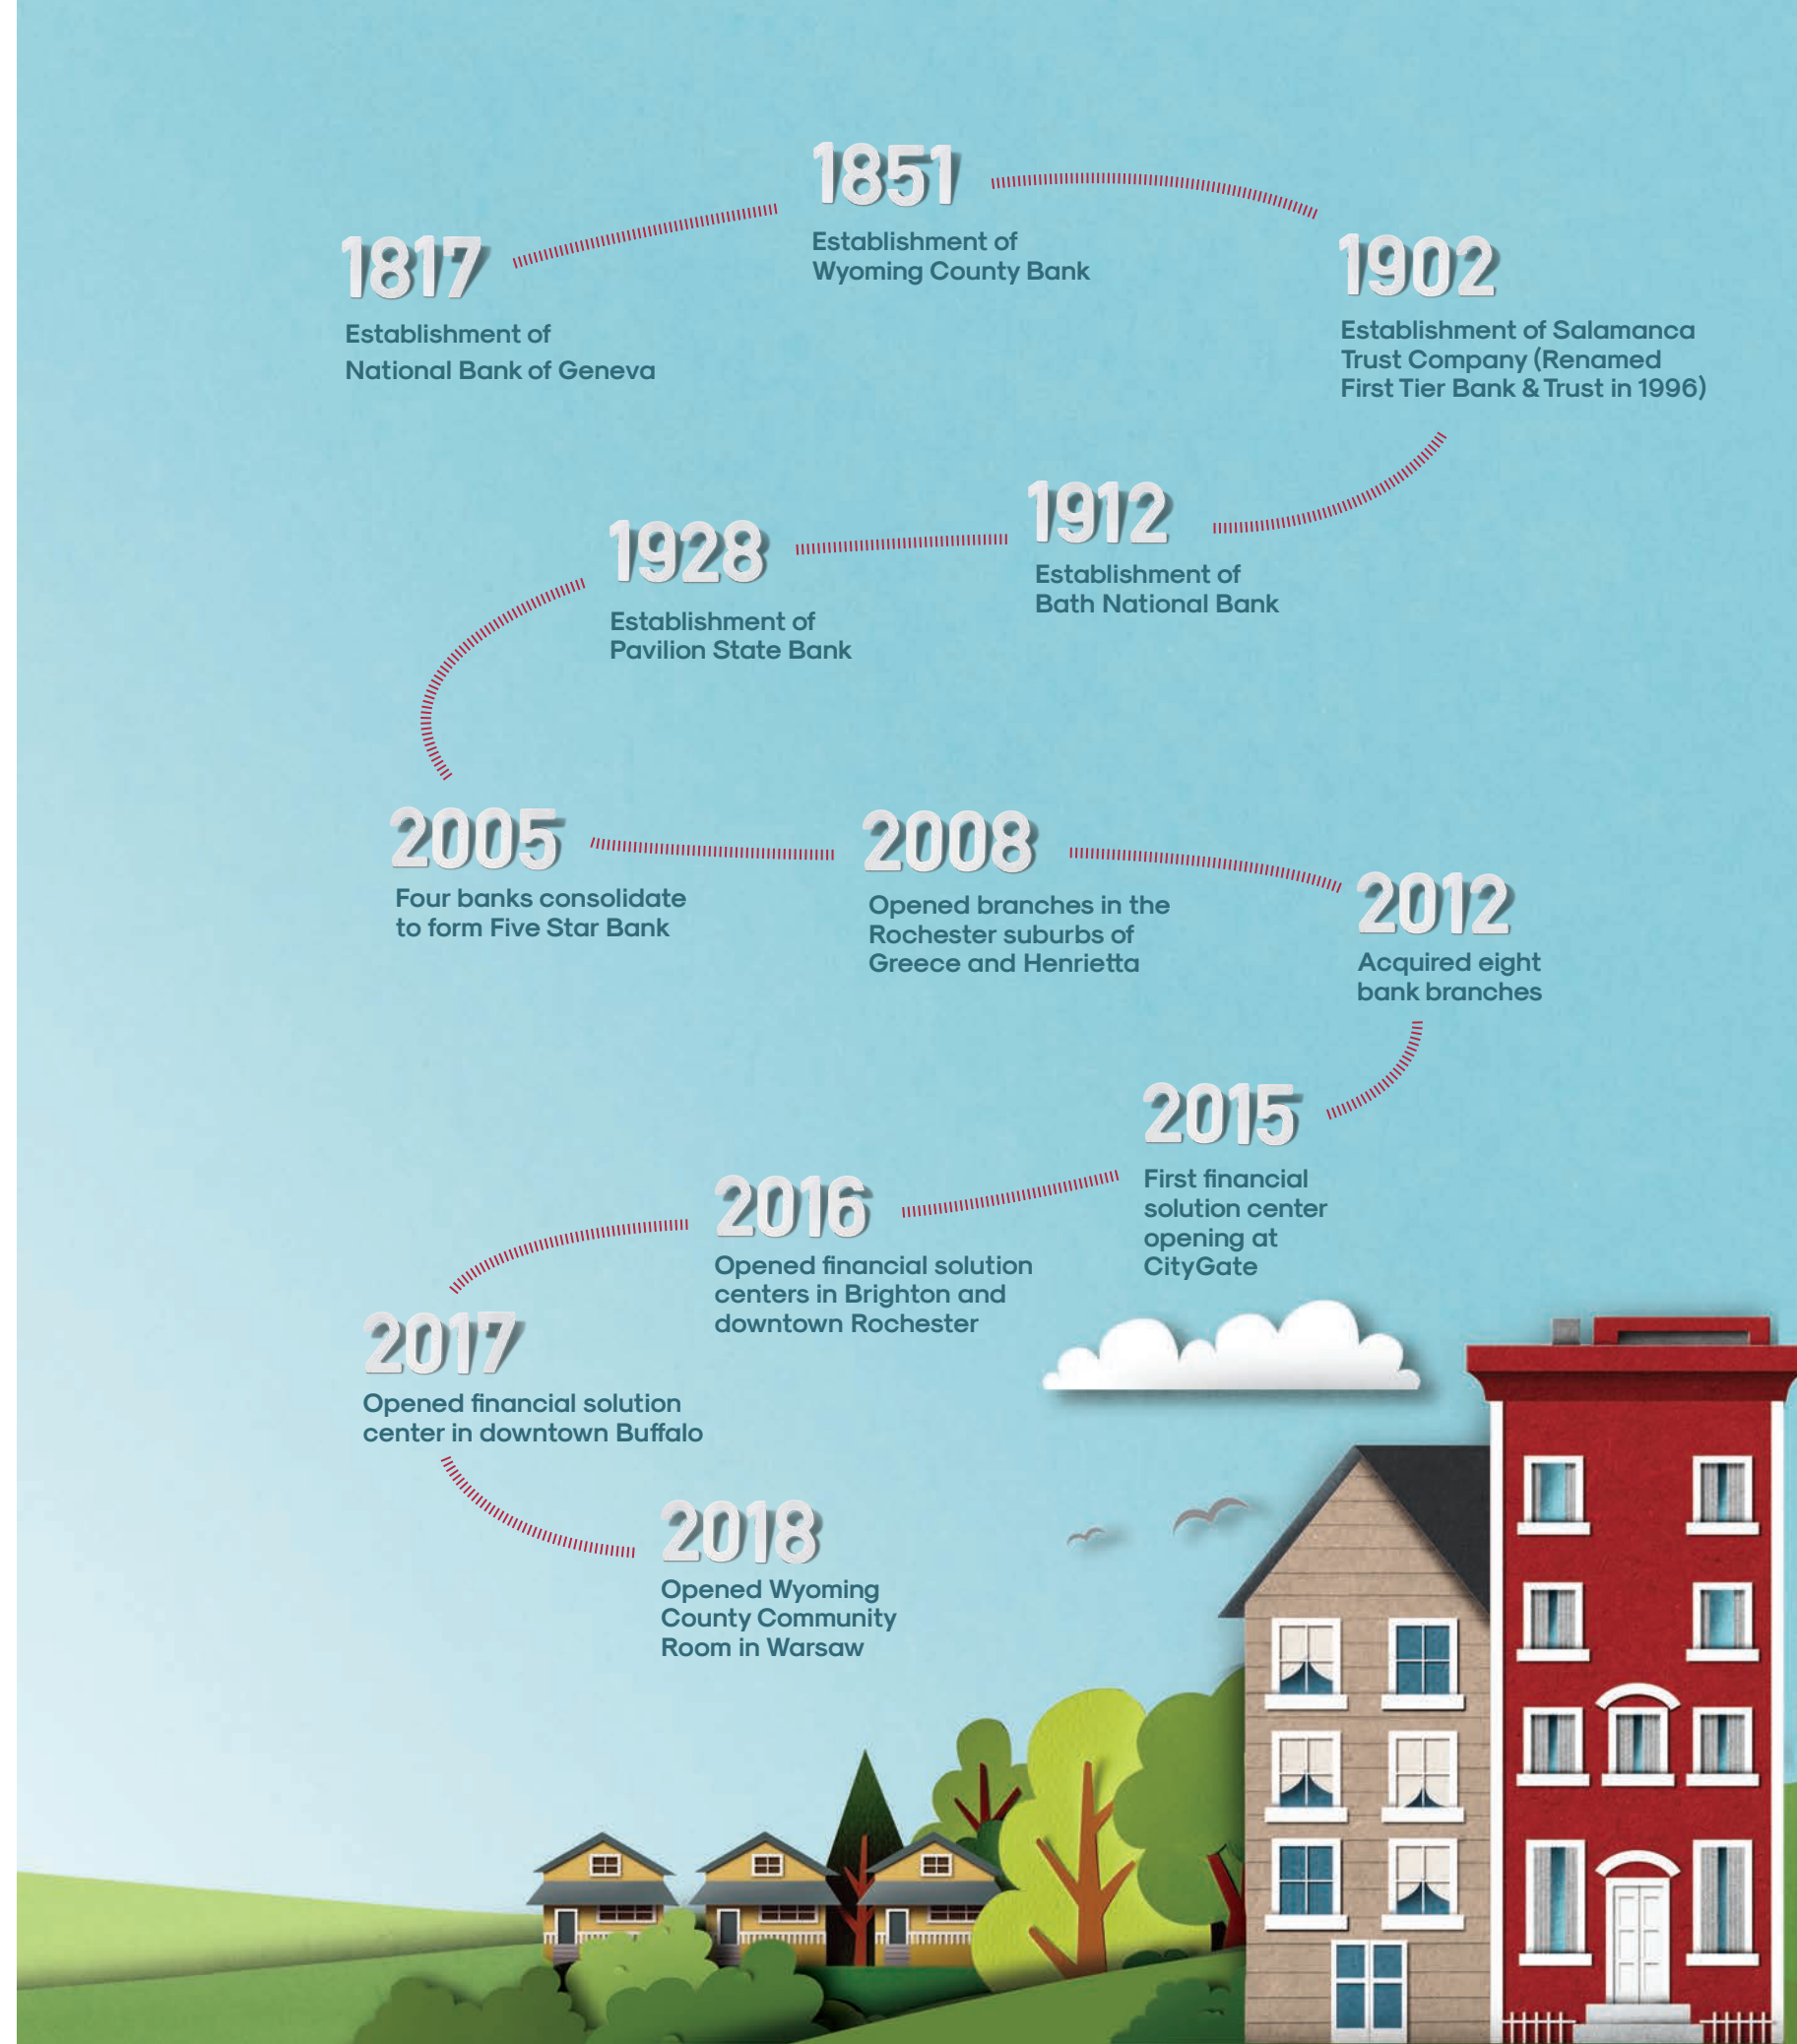 1817
Establishment of
National Bank of Geneva
1851
Establishment of
Wyoming County Bank
1902
Establishment of Salamanca
Trust Company (Renamed
First Tier Bank & Trust in 1996)
1912
Establishment of
Bath National Bank
1928
Establishment of
Pavilion State Bank
2005
Four banks consolidate
to form Five Star Bank
2008
Opened branches in the
Rochester suburbs of
Greece and Henrietta
2012
Acquired eight
bank branches
2015
First financial
solution center
opening at
CityGate
2016
Opened financial solution
centers in Brighton and
downtown Rochester
2017
Opened financial solution
center in downtown Buffalo
2018
Opened Wyoming
County Community
Room in Warsaw